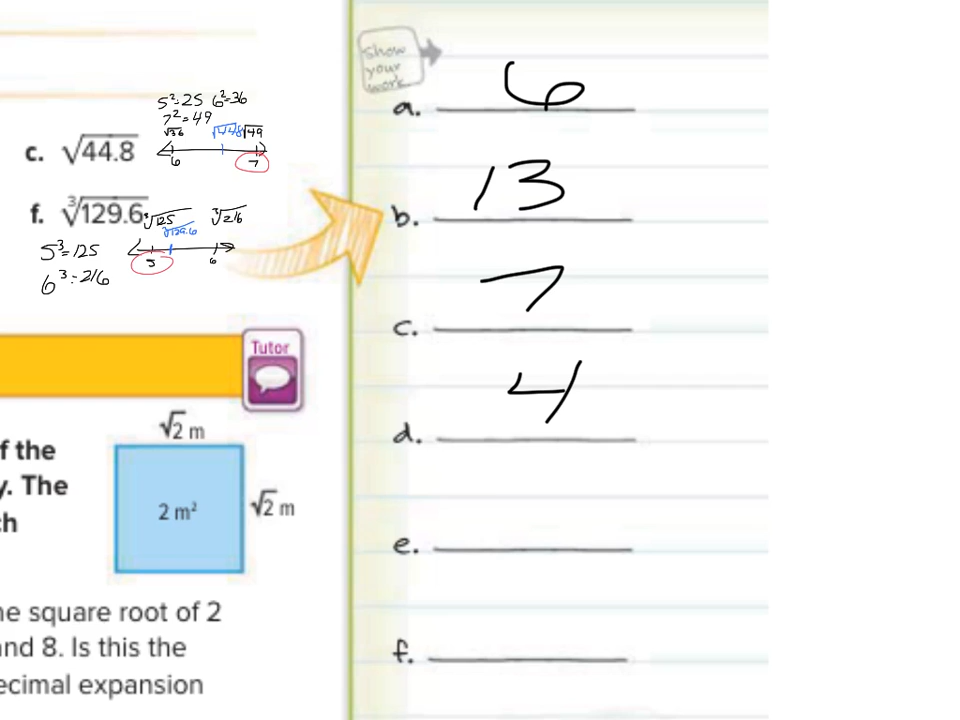 Show
your
work
a. 6
5²=25 6²=36
7²=49
√36 √44.8 √49
c. √44.8
6 7
b. 13
f. ∛129.6
∛125 ∛216
∛129.6
5³=125
5 6
6³=216
c. 7
Tutor
d. 4
√2 m
f the
y. The
ch
2 m²
√2 m
e.
ne square root of 2
and 8. Is this the
ecimal expansion
f.